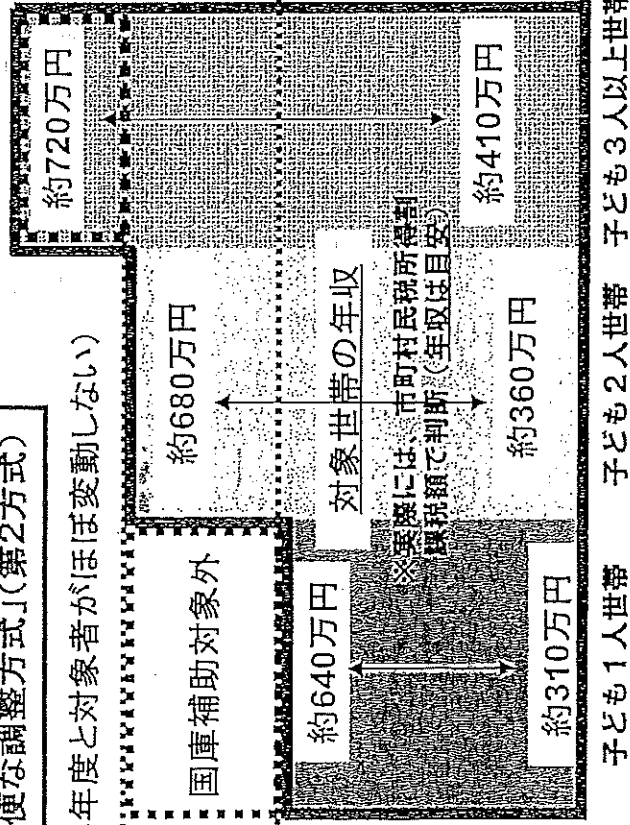 便な調整方式」(第2方式)
年度と対象者がほぼ変動しない)
国庫補助対象外
約640万円
約310万円
約680万円
約360万円
約720万円
約410万円
対象世帯の年収
※実際には、市町村民税所得割
課税額で判断(年収は目安)
子ども1人世帯
子ども2人世帯
子ども3人以上世帯